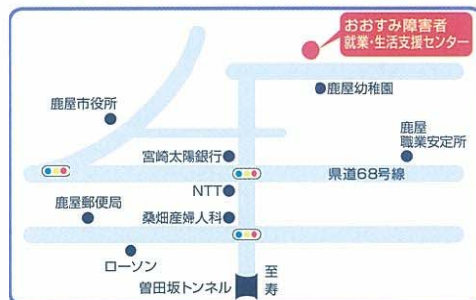 おおすみ障害者
就業・生活支援センター
鹿屋幼稚園
鹿屋市役所
宮崎太陽銀行
鹿屋
職業安定所
県道68号線
NTT
鹿屋郵便局
桑畑産婦人科
ローソン
曽田坂トンネル
至
寿